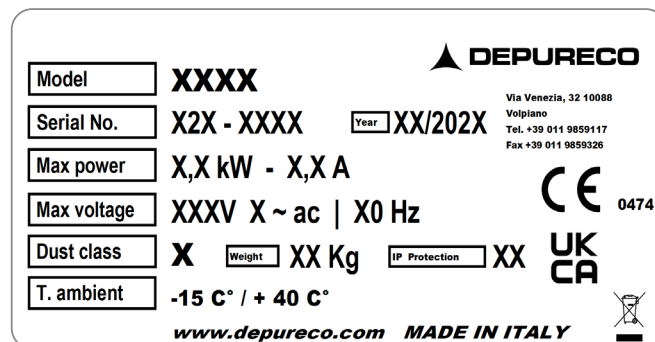 DEPURECO
Model XXXX
Via Venezia, 32 10088
Volpiano
Tel. +39 011 9859117
Fax +39 011 9859326
Serial No. X2X - XXXX Year XX/202X
Max power X,X kW - X,X A
CE 0474
Max voltage XXXV X ~ ac | X0 Hz
Dust class X Weight XX Kg IP Protection XX
UK
CA
T. ambient -15 C° / + 40 C°
www.depureco.com MADE IN ITALY